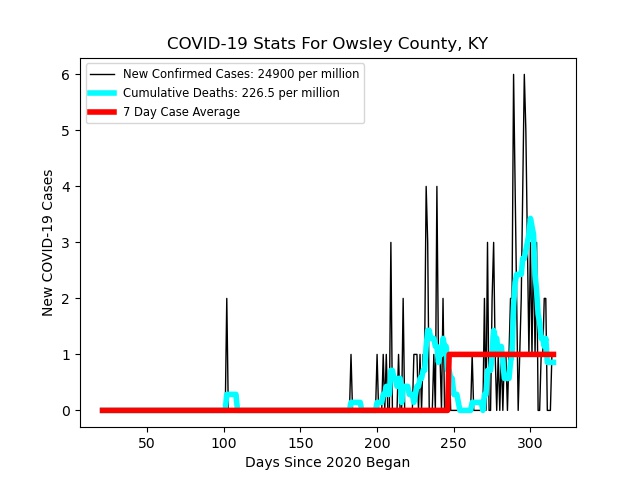 COVID-19 Stats For Owsley County, KY
New Confirmed Cases: 24900 per million
Cumulative Deaths: 226.5 per million
7 Day Case Average
New COVID-19 Cases
6
5
4
3
2
1
0
50 100 150 200 250 300
Days Since 2020 Began